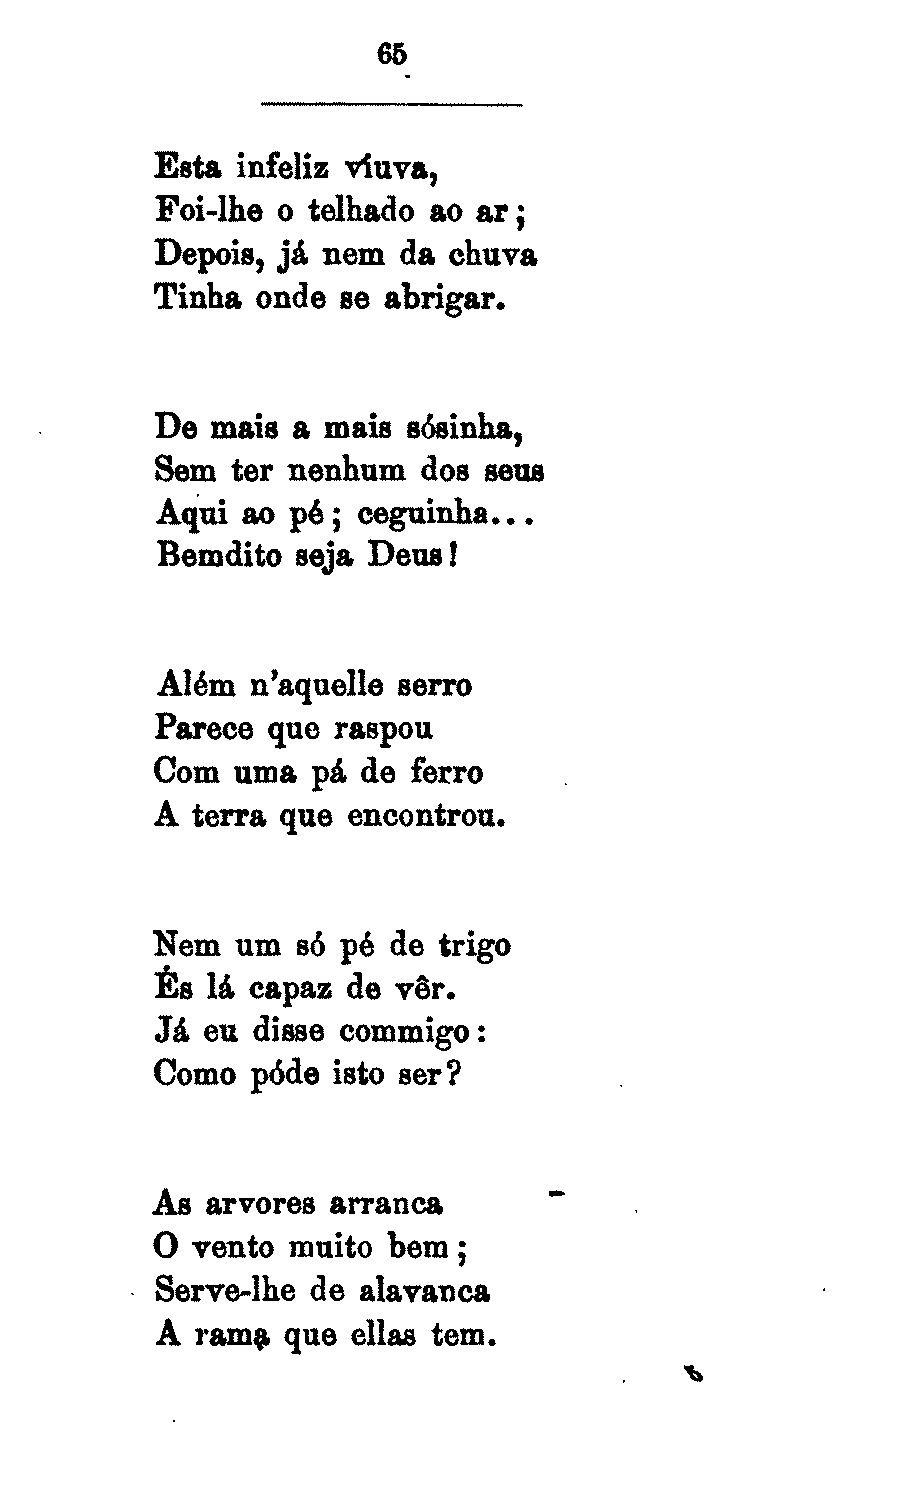 65
Esta infeliz viuva,
Foi-lhe o telhado ao ar;
Depois, já nem da chuva
Tinha onde se abrigar.
De mais a mais sósinha,
Sem ter nenhum dos seus
Aqui ao pé; ceguinha...
Bemdito seja Deus!
Além n'aquelle serro
Parece que raspou
Com uma pá de ferro
A terra que encontrou.
Nem um só pé de trigo
És lá capaz de vêr.
Já eu disse commigo:
Como póde isto ser?
As arvores arranca
O vento muito bem;
Serve-lhe de alavanca
A rama que ellas tem.